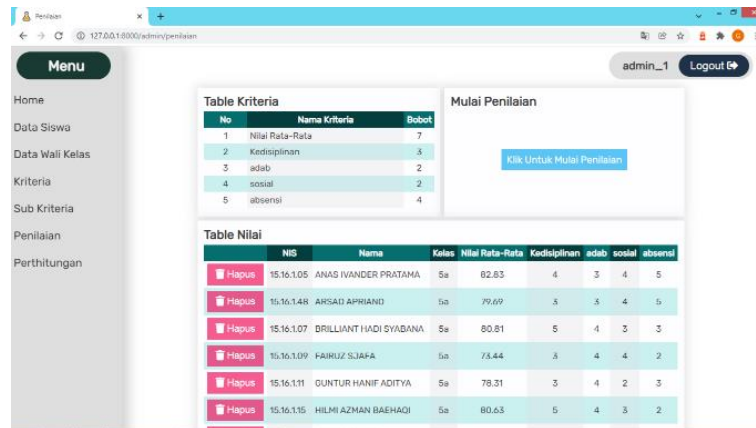 Penilaian
127.0.0.1:8000/admin/penilaian
Menu
admin_1
Logout
Home
Data Siswa
Data Wali Kelas
Kriteria
Sub Kriteria
Penilaian
Perthitungan
Table Kriteria
No Nama Kriteria Bobot
1 Nilai Rata-Rata 7
2 Kedisiplinan 3
3 adab 2
4 sosial 2
5 absensi 4
Mulai Penilaian
Klik Untuk Mulai Penilaian
Table Nilai
NIS Nama Kelas Nilai Rata-Rata Kedisiplinan adab sosial absensi
Hapus 15.16.1.05 ANAS IVANDER PRATAMA 5a 82.83 4 3 4 5
Hapus 15.16.1.48 ARSAD APRIANO 5a 79.69 3 3 4 5
Hapus 15.16.1.07 BRILLIANT HADI SYABANA 5a 80.81 5 4 3 3
Hapus 15.16.1.09 FAIRUZ SJAFA 5a 73.44 3 4 4 2
Hapus 15.16.1.11 GUNTUR HANIF ADITYA 5a 78.31 3 4 2 3
Hapus 15.16.1.15 HILMI AZMAN BAEHAQI 5a 80.63 5 4 3 2